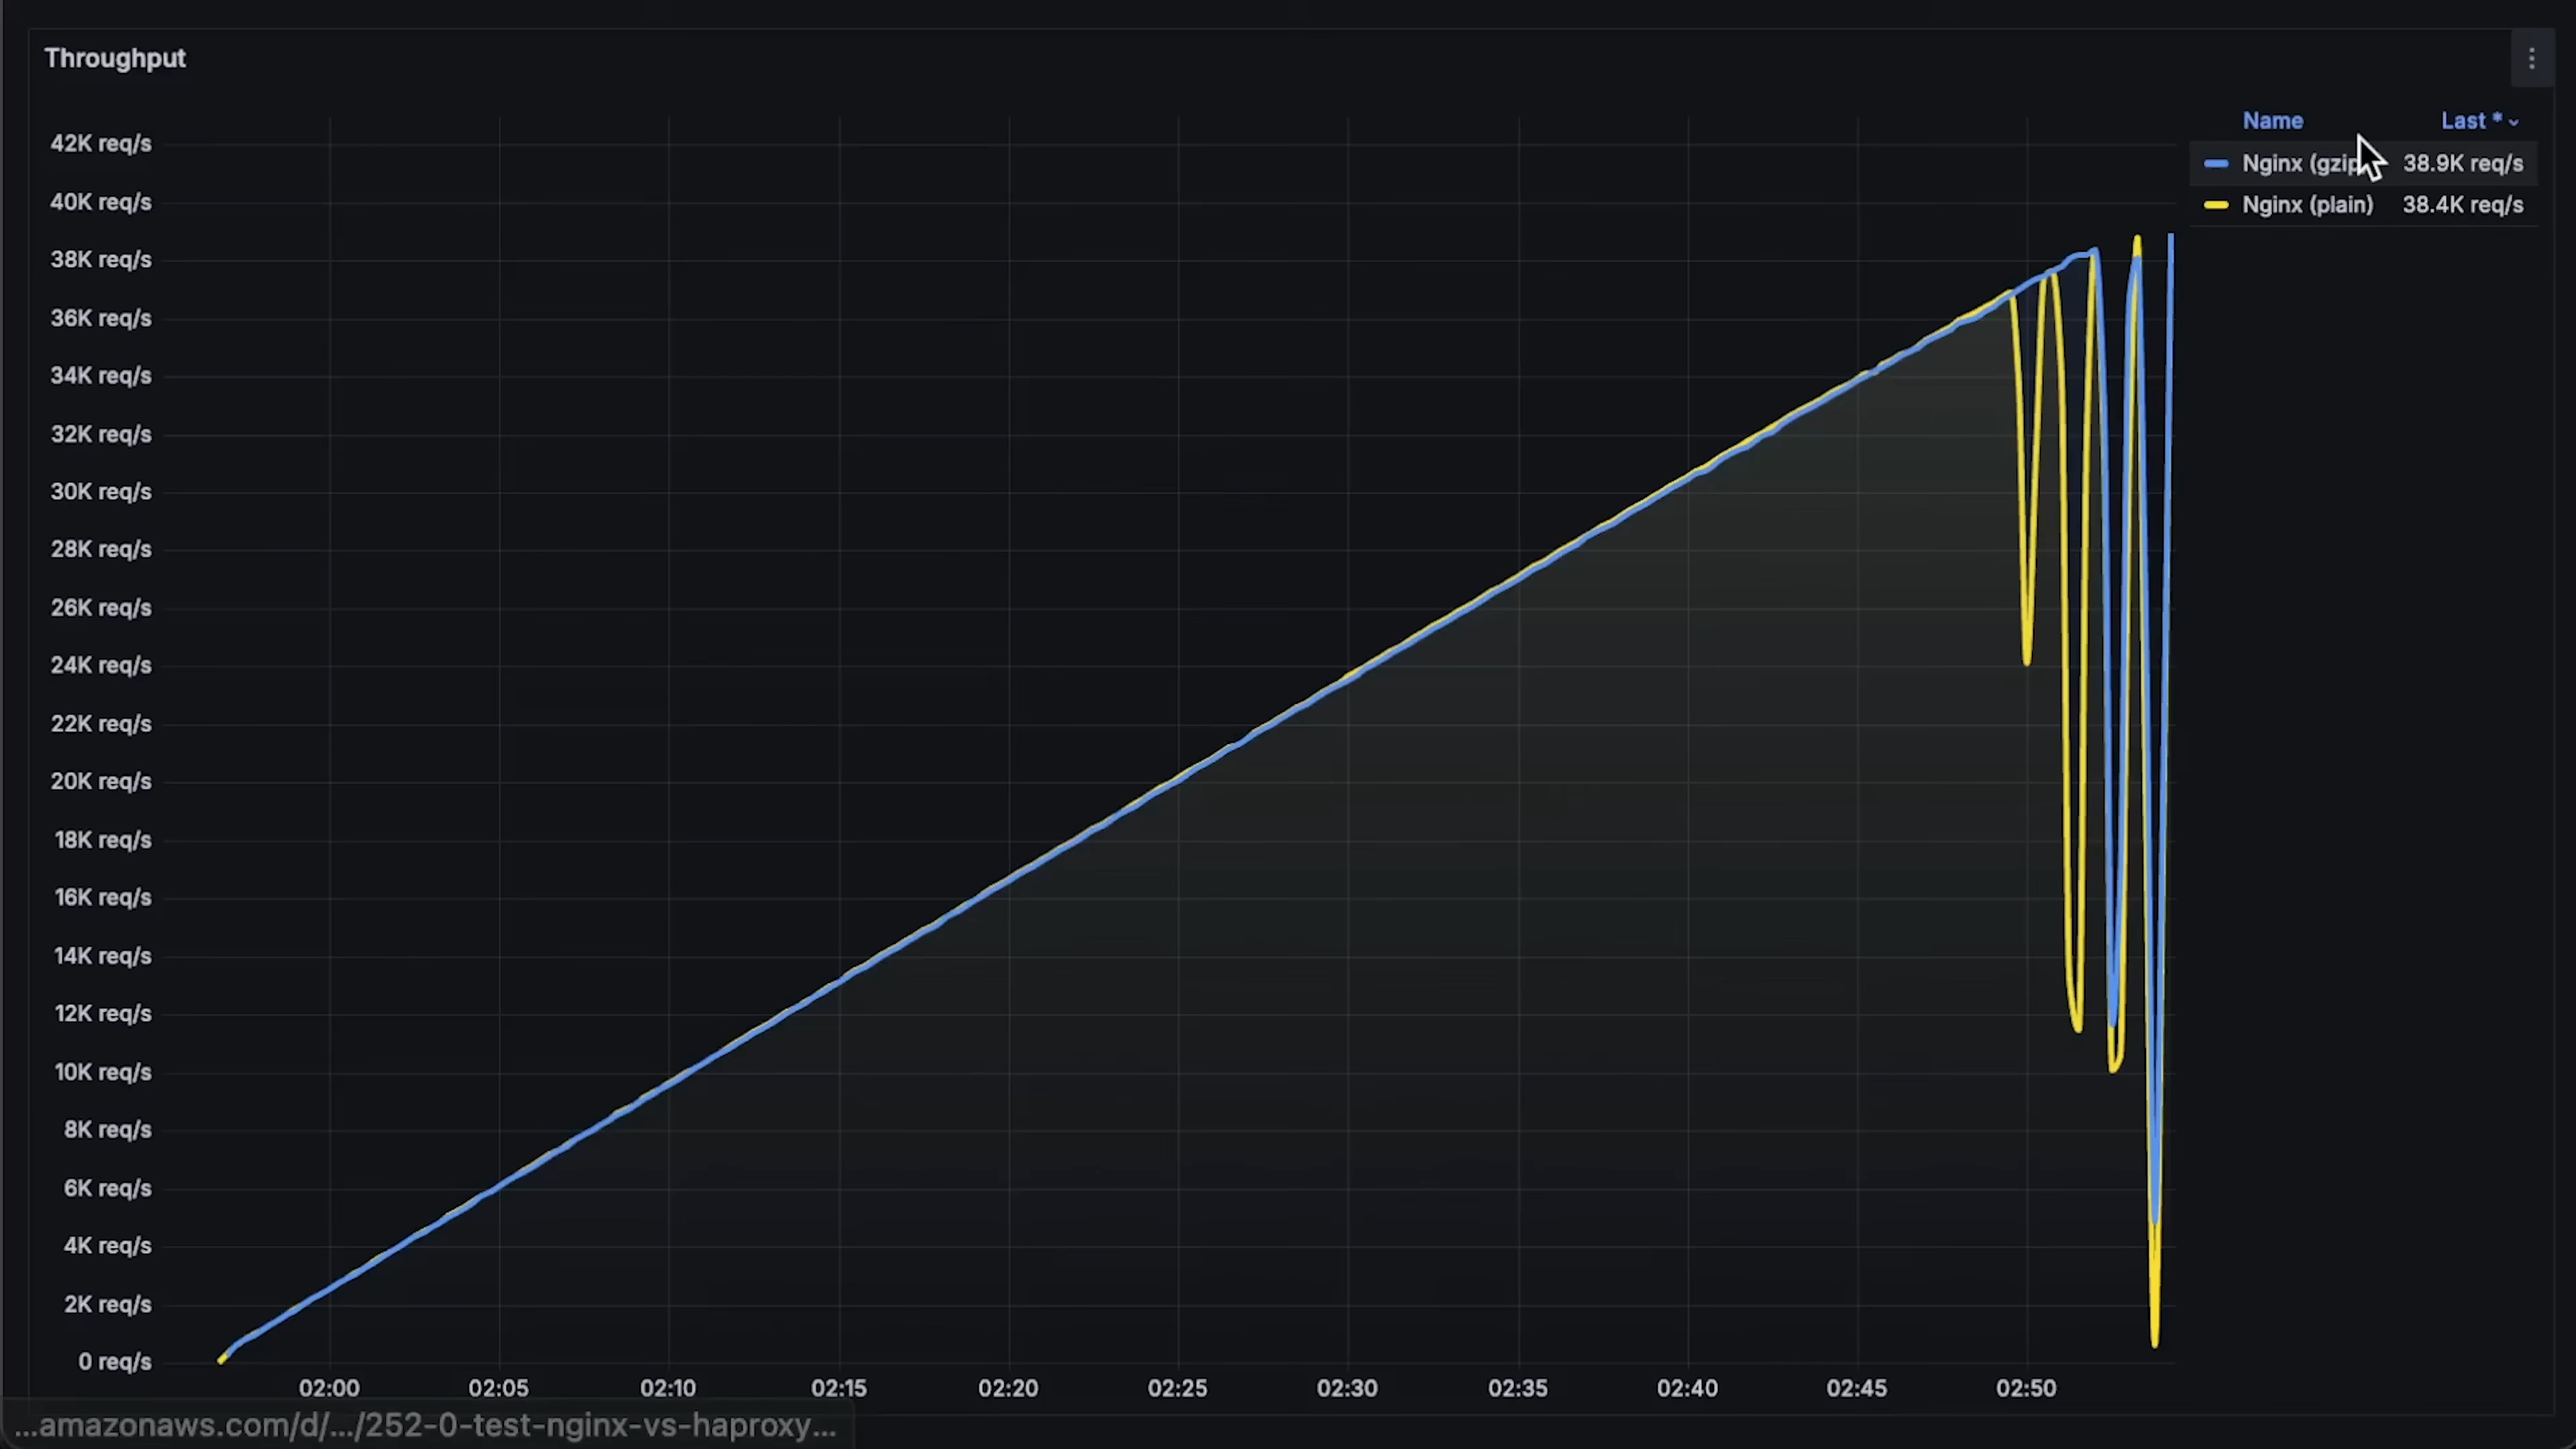 Throughput
Name Last *
Nginx (gzip 38.9K req/s
Nginx (plain) 38.4K req/s
42K req/s
40K req/s
38K req/s
36K req/s
34K req/s
32K req/s
30K req/s
28K req/s
26K req/s
24K req/s
22K req/s
20K req/s
18K req/s
16K req/s
14K req/s
12K req/s
10K req/s
8K req/s
6K req/s
4K req/s
2K req/s
0 req/s
02:00 02:05 02:10 02:15 02:20 02:25 02:30 02:35 02:40 02:45 02:50
...amazonaws.com/d/.../252-0-test-nginx-vs-haproxy...